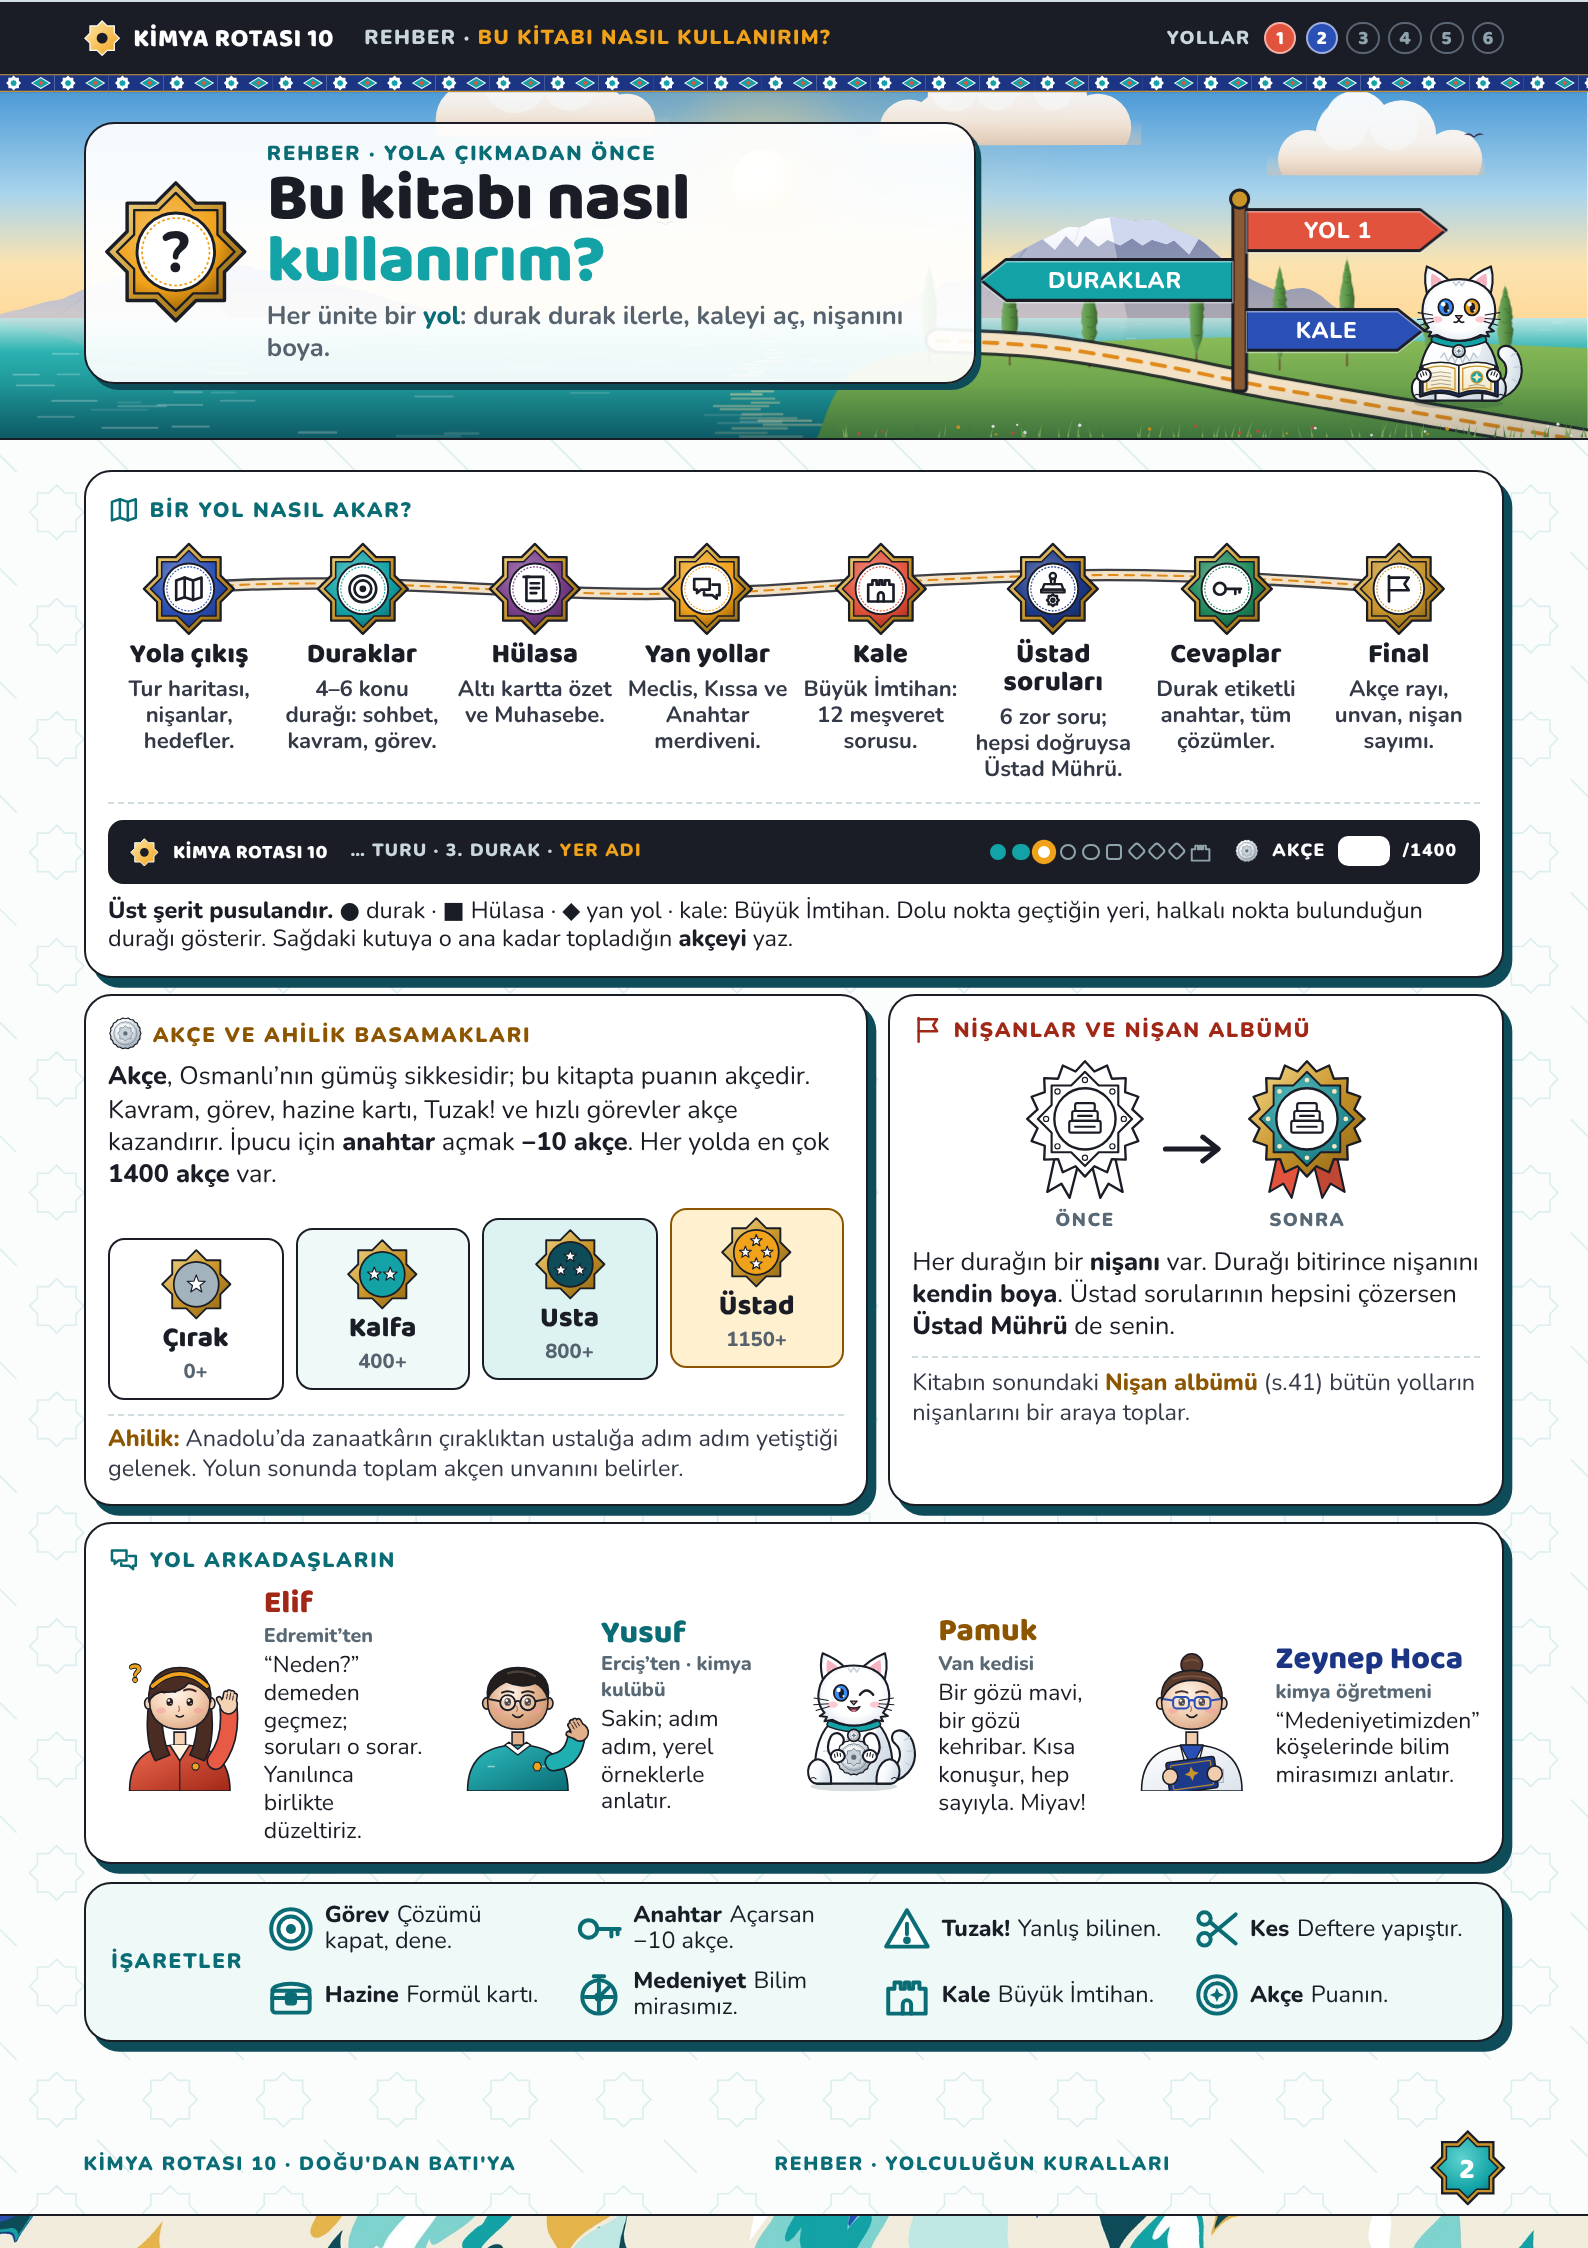 KİMYA ROTASI 10 REHBER · BU KİTABI NASIL KULLANIRIM? YOLLAR 1 2 3 4 5 6
REHBER · YOLA ÇIKMADAN ÖNCE
Bu kitabı nasıl
kullanırım?
?
Her ünite bir yol: durak durak ilerle, kaleyi aç, nişanını
boya.
YOL 1
DURAKLAR
KALE
BİR YOL NASIL AKAR?
Yola çıkış
Tur haritası,
nişanlar,
hedefler.
Duraklar
4–6 konu
durağı: sohbet,
kavram, görev.
Hülasa
Altı kartta özet
ve Muhasebe.
Yan yollar
Meclis, Kıssa ve
Anahtar
merdiveni.
Kale
Büyük İmtihan:
12 meşveret
sorusu.
Üstad
soruları
6 zor soru;
hepsi doğruysa
Üstad Mührü.
Cevaplar
Durak etiketli
anahtar, tüm
çözümler.
Final
Akçe rayı,
unvan, nişan
sayımı.
KİMYA ROTASI 10 ... TURU · 3. DURAK · YER ADI AKÇE /1400
Üst şerit pusulandır. ● durak · ■ Hülasa · ◆ yan yol · kale: Büyük İmtihan. Dolu nokta geçtiğin yeri, halkalı nokta bulunduğun
durağı gösterir. Sağdaki kutuya o ana kadar topladığın akçeyi yaz.
AKÇE VE AHİLİK BASAMAKLARI
Akçe, Osmanlı’nın gümüş sikkesidir; bu kitapta puanın akçedir.
Kavram, görev, hazine kartı, Tuzak! ve hızlı görevler akçe
kazandırır. İpucu için anahtar açmak −10 akçe. Her yolda en çok
1400 akçe var.
Çırak
0+
Kalfa
400+
Usta
800+
Üstad
1150+
Ahilik: Anadolu’da zanaatkârın çıraklıktan ustalığa adım adım yetiştiği
gelenek. Yolun sonunda toplam akçen unvanını belirler.
NİŞANLAR VE NİŞAN ALBÜMÜ
ÖNCE
SONRA
Her durağın bir nişanı var. Durağı bitirince nişanını
kendin boya. Üstad sorularının hepsini çözersen
Üstad Mührü de senin.
Kitabın sonundaki Nişan albümü (s.41) bütün yolların
nişanlarını bir araya toplar.
YOL ARKADAŞLARIN
?
Elif
Edremit’ten
“Neden?”
demeden
geçmez;
soruları o sorar.
Yanılınca
birlikte
düzeltiriz.
Yusuf
Erciş’ten · kimya
kulübü
Sakin; adım
adım, yerel
örneklerle
anlatır.
Pamuk
Van kedisi
Bir gözü mavi,
bir gözü
kehribar. Kısa
konuşur, hep
sayıyla. Miyav!
Zeynep Hoca
kimya öğretmeni
“Medeniyetimizden”
köşelerinde bilim
mirasımızı anlatır.
İŞARETLER
Görev Çözümü
kapat, dene.
Anahtar Açarsan
−10 akçe.
Tuzak! Yanlış bilinen.
Kes Deftere yapıştır.
Hazine Formül kartı.
Medeniyet Bilim
mirasımız.
Kale Büyük İmtihan.
Akçe Puanın.
KİMYA ROTASI 10 · DOĞU'DAN BATI'YA REHBER · YOLCULUĞUN KURALLARI 2